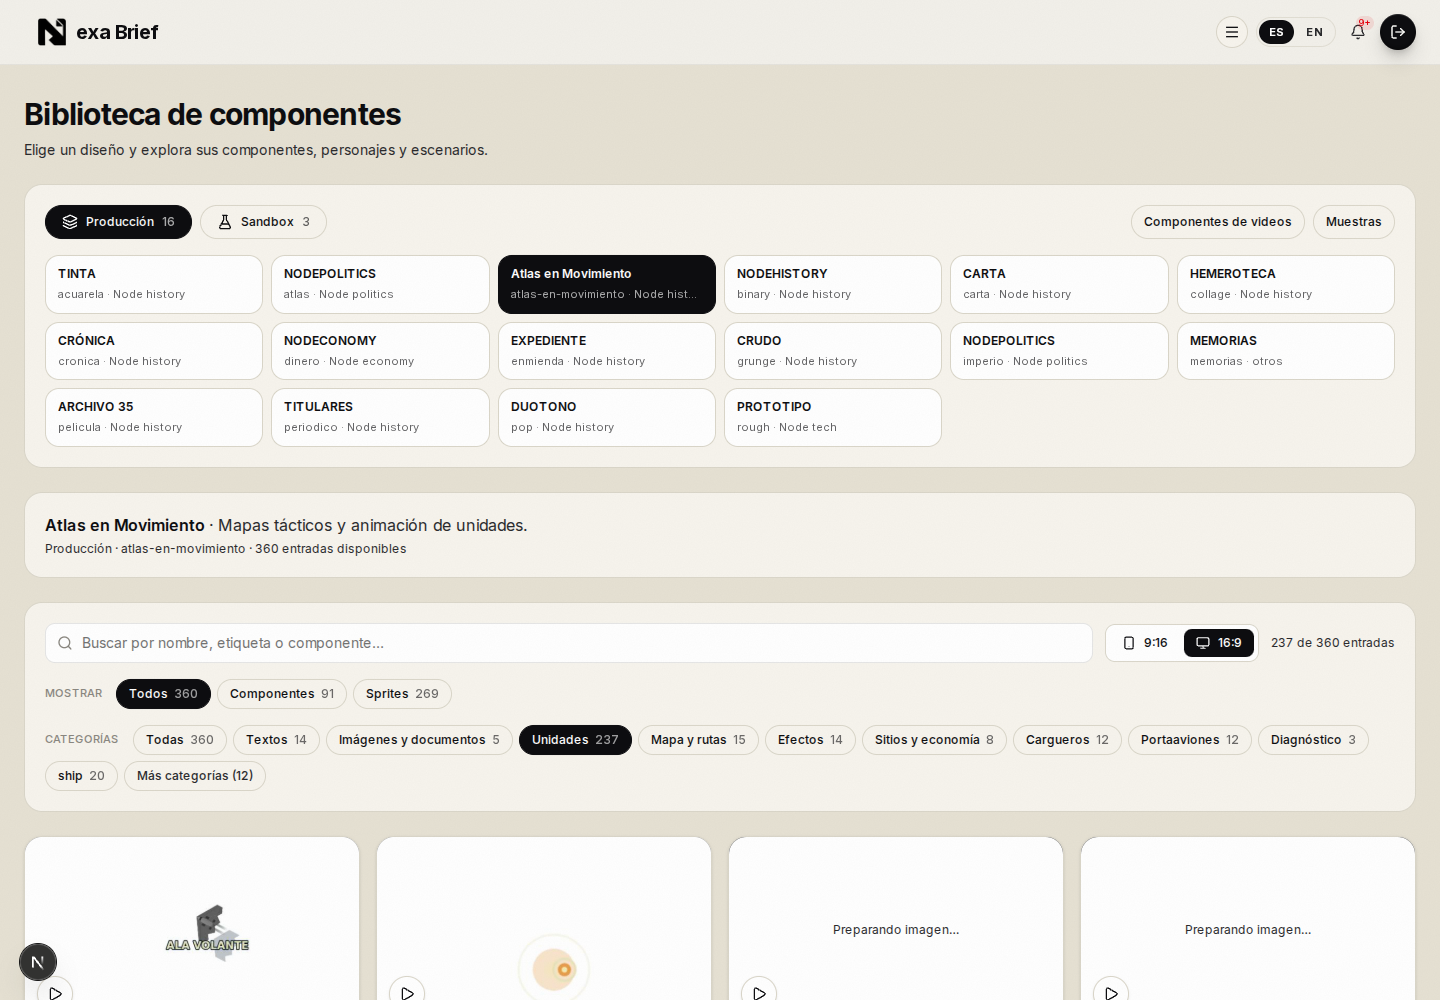 exa Brief
ES EN 9+
Biblioteca de componentes
Elige un diseño y explora sus componentes, personajes y escenarios.
Producción 16 Sandbox 3 Componentes de videos Muestras
TINTA
acuarela · Node history
NODEPOLITICS
atlas · Node politics
Atlas en Movimiento
atlas-en-movimiento · Node hist...
NODEHISTORY
binary · Node history
CARTA
carta · Node history
HEMEROTECA
collage · Node history
CRÓNICA
cronica · Node history
NODECONOMY
dinero · Node economy
EXPEDIENTE
enmienda · Node history
CRUDO
grunge · Node history
NODEPOLITICS
imperio · Node politics
MEMORIAS
memorias · otros
ARCHIVO 35
pelicula · Node history
TITULARES
periodico · Node history
DUOTONO
pop · Node history
PROTOTIPO
rough · Node tech
Atlas en Movimiento · Mapas tácticos y animación de unidades.
Producción · atlas-en-movimiento · 360 entradas disponibles
Buscar por nombre, etiqueta o componente... 9:16 16:9 237 de 360 entradas
MOSTRAR Todos 360 Componentes 91 Sprites 269
CATEGORÍAS Todas 360 Textos 14 Imágenes y documentos 5 Unidades 237 Mapa y rutas 15 Efectos 14 Sitios y economía 8 Cargueros 12 Portaaviones 12 Diagnóstico 3
ship 20 Más categorías (12)
ALA VOLANTE
Preparando imagen...
Preparando imagen...